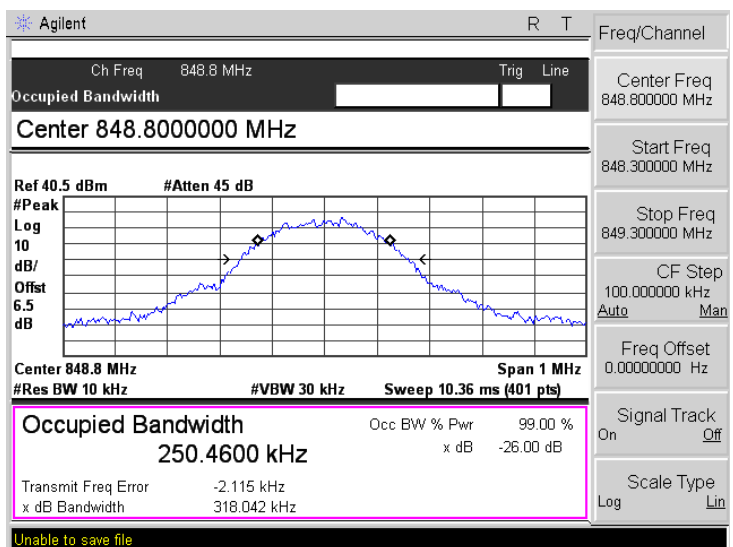 Agilent R T
Ch Freq 848.8 MHz Trig Line
Occupied Bandwidth
Center 848.8000000 MHz
Ref 40.5 dBm #Atten 45 dB
#Peak
Log
10
dB/
Offst
6.5
dB
Center 848.8 MHz Span 1 MHz
#Res BW 10 kHz #VBW 30 kHz Sweep 10.36 ms (401 pts)
Occupied Bandwidth Occ BW % Pwr 99.00 %
250.4600 kHz x dB -26.00 dB
Transmit Freq Error -2.115 kHz
x dB Bandwidth 318.042 kHz
Unable to save file
Freq/Channel
Center Freq
848.800000 MHz
Start Freq
848.300000 MHz
Stop Freq
849.300000 MHz
CF Step
100.000000 kHz
Auto Man
Freq Offset
0.00000000 Hz
Signal Track
On Off
Scale Type
Log Lin